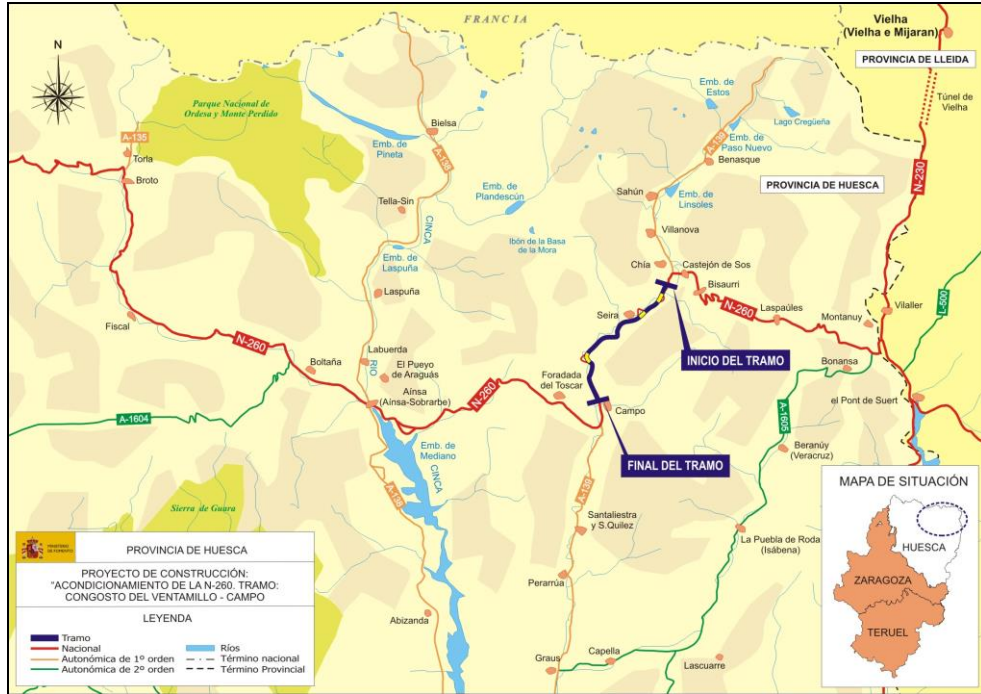 FRANCIA
Vielha
(Vielha e Mijaran)
PROVINCIA DE LLEIDA
Túnel de
Vielha
N
Parque Nacional de
Ordesa y Monte Perdido
A-135
Torla
Broto
Bielsa
Emb. de
Pineta
A-138
Emb. de
Estos
Lago Cregüeña
Emb. de
Paso Nuevo
A-139
Benasque
N-230
PROVINCIA DE HUESCA
Tella-Sin
Emb. de
Plandescún
Sahún
Emb. de
Linsoles
CINCA
Ibón de la Basa
de la Mora
Villanova
Emb. de
Laspuña
Chía
Castejón de Sos
Bisaurri
Laspuña
Seira
N-260
Laspaúles
Montanuy
Vilaller
L-500
Fiscal
N-260
INICIO DEL TRAMO
Labuerda
Boltaña
RIO
El Pueyo
de Araguás
Bonansa
Foradada
del Toscar
N-260
Aínsa
(Aínsa-Sobrarbe)
Campo
el Pont de Suert
A-1604
A-1605
Emb. de
Mediano
CINCA
Beranúy
(Veracruz)
FINAL DEL TRAMO
A-138
A-139
Sierra de Guara
Santaliestra
y S.Quilez
La Puebla de Roda
(Isábena)
Perarrúa
Abizanda
Graus
Capella
Lascuarre
MAPA DE SITUACIÓN
HUESCA
ZARAGOZA
TERUEL
MINISTERIO
DE FOMENTO
PROVINCIA DE HUESCA
PROYECTO DE CONSTRUCCIÓN:
"ACONDICIONAMIENTO DE LA N-260. TRAMO:
CONGOSTO DEL VENTAMILLO - CAMPO
LEYENDA
Tramo
Nacional
Autonómica de 1º orden
Autonómica de 2º orden
Ríos
Término nacional
Término Provincial